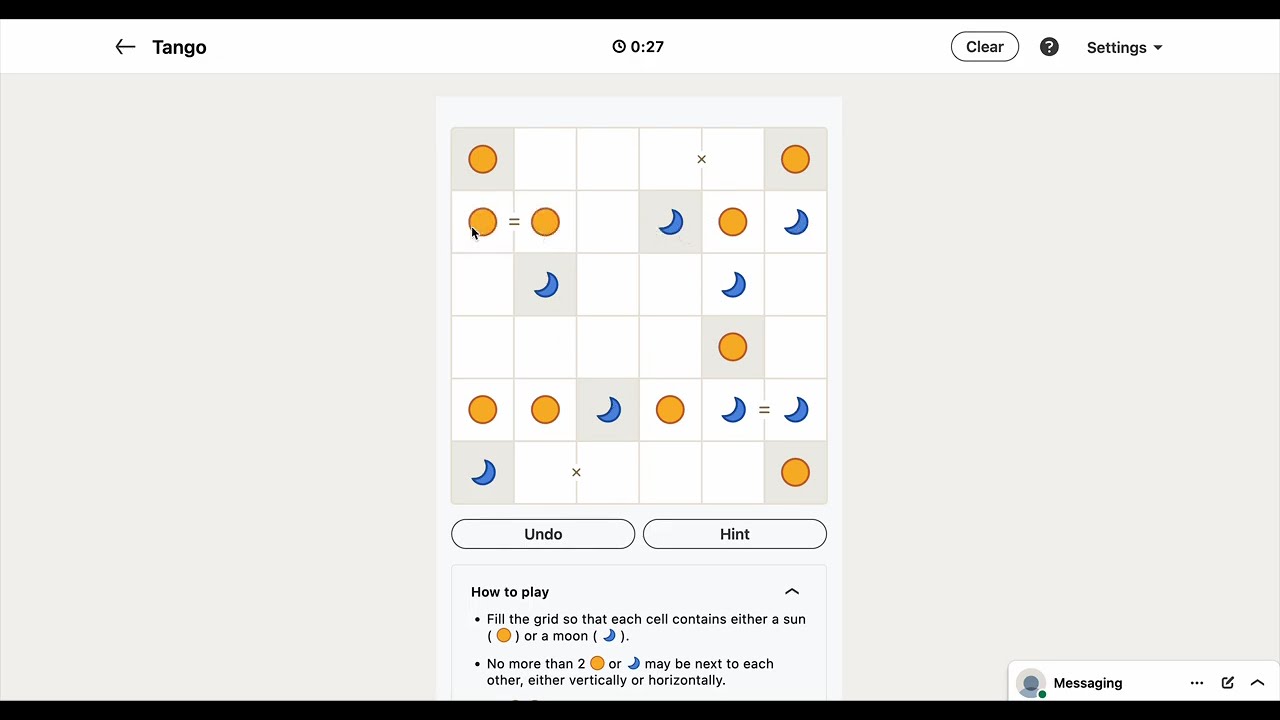 Tango
0:27
Clear
?
Settings
×
=
=
×
Undo
Hint
How to play
• Fill the grid so that each cell contains either a sun
( ) or a moon ( ).
• No more than 2 or may be next to each
other, either vertically or horizontally.
Messaging